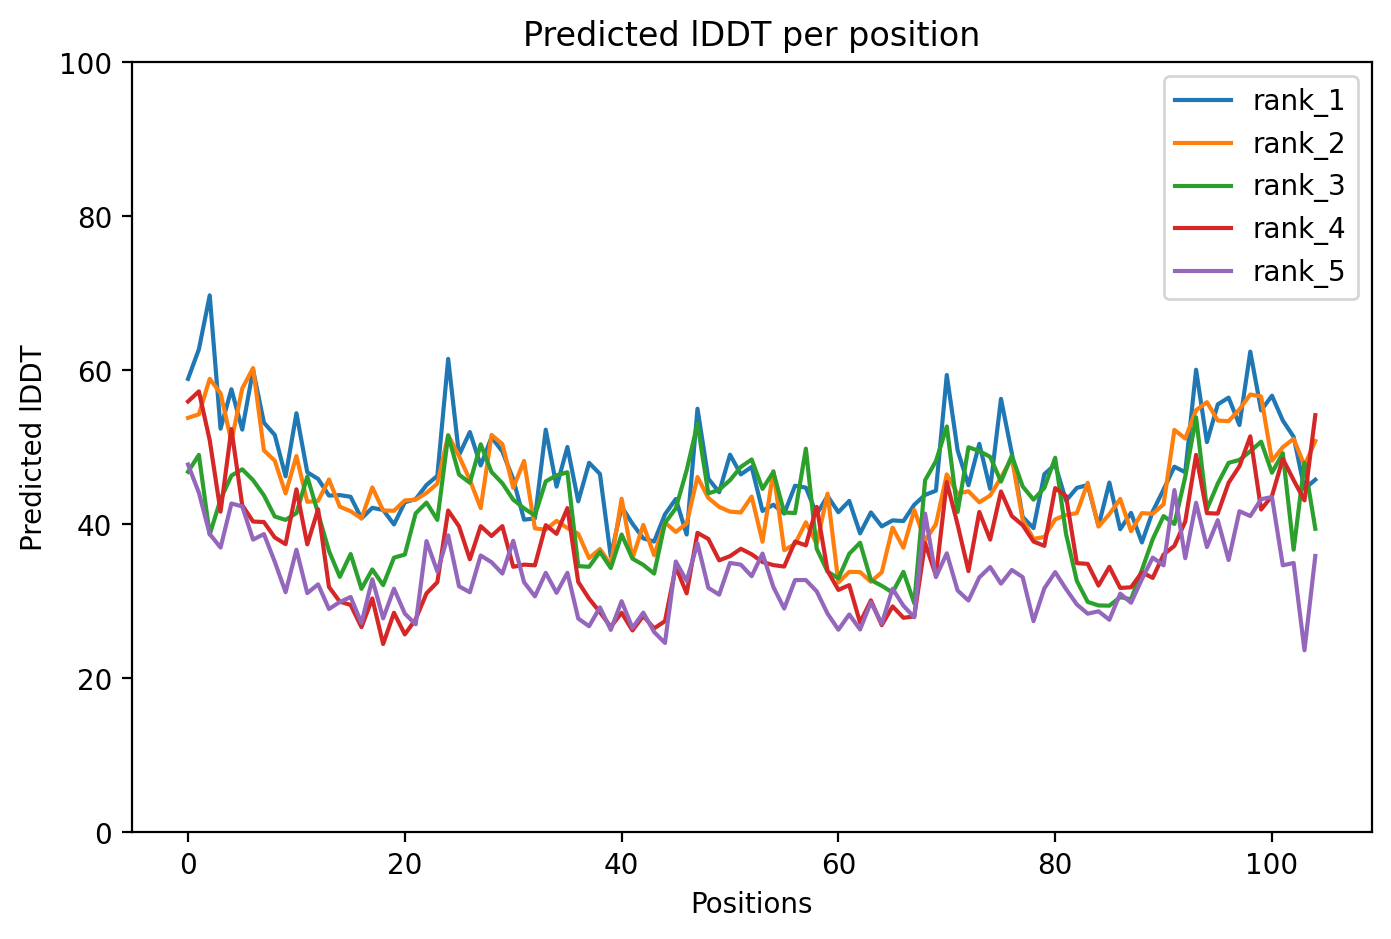 Predicted lDDT per position
100
80
60
40
20
0
Predicted lDDT
rank_1
rank_2
rank_3
rank_4
rank_5
0 20 40 60 80 100
Positions